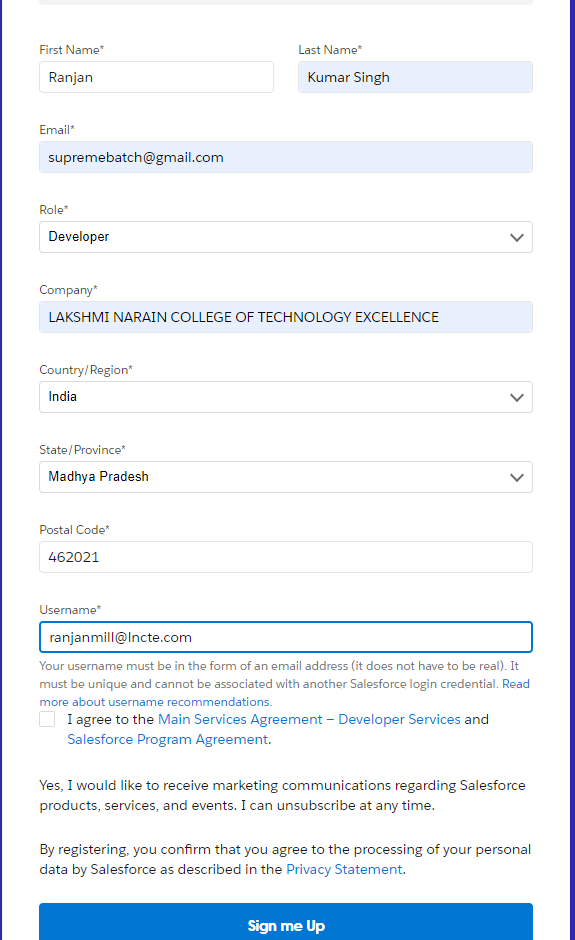 First Name* Last Name*
Ranjan Kumar Singh
Email*
supremebatch@gmail.com
Role*
Developer
Company*
LAKSHMI NARAIN COLLEGE OF TECHNOLOGY EXCELLENCE
Country/Region*
India
State/Province*
Madhya Pradesh
Postal Code*
462021
Username*
ranjanmill@lncte.com
Your username must be in the form of an email address (it does not have to be real). It
must be unique and cannot be associated with another Salesforce login credential. Read
more about username recommendations.
I agree to the Main Services Agreement – Developer Services and
Salesforce Program Agreement.
Yes, I would like to receive marketing communications regarding Salesforce
products, services, and events. I can unsubscribe at any time.
By registering, you confirm that you agree to the processing of your personal
data by Salesforce as described in the Privacy Statement.
Sign me Up